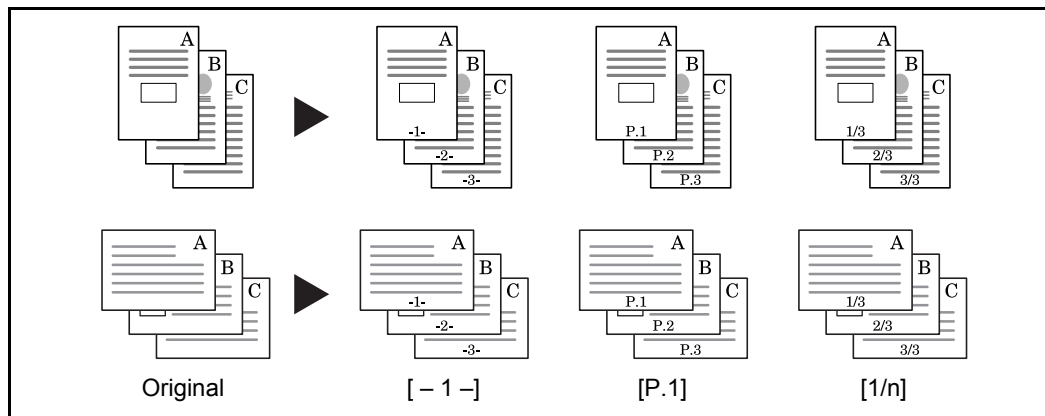 A
B
C
A
B
C
-1-
-2-
-3-
A
B
C
P.1
P.2
P.3
A
B
C
1/3
2/3
3/3
A
B
C
A
B
C
-1-
-2-
-3-
A
B
C
P.1
P.2
P.3
A
B
C
1/3
2/3
3/3
Original
[ – 1 –]
[P.1]
[1/n]